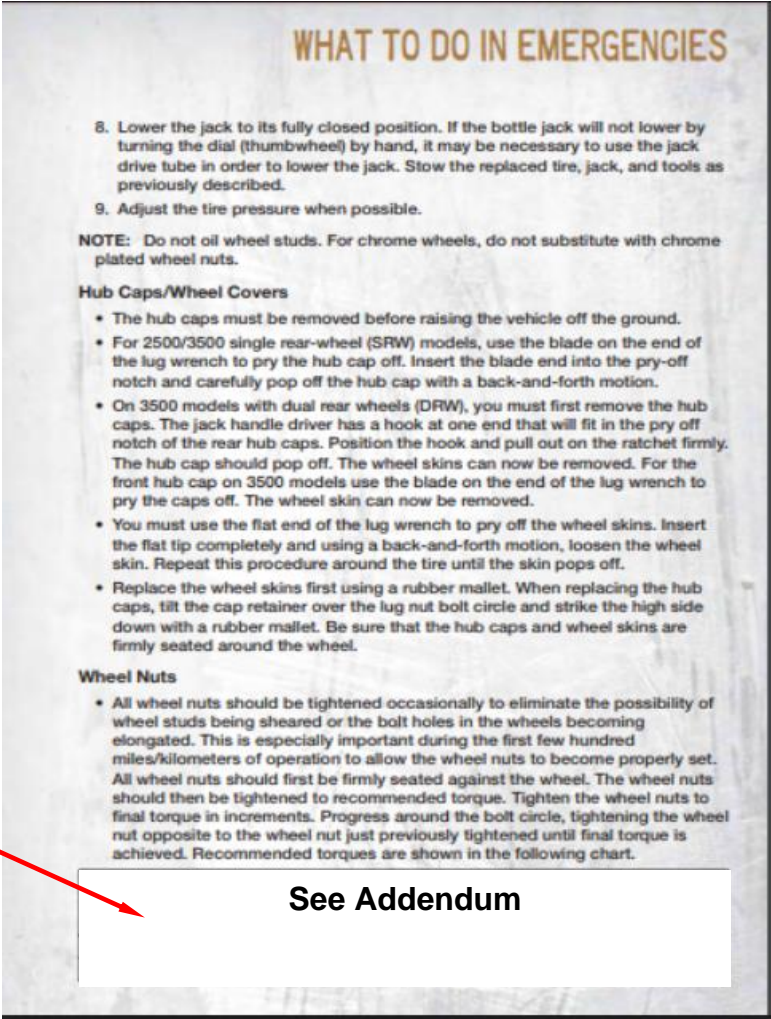 WHAT TO DO IN EMERGENCIES
8. Lower the jack to its fully closed position. If the bottle jack will not lower by
turning the dial (thumbwheel) by hand, it may be necessary to use the jack
drive tube in order to lower the jack. Stow the replaced tire, jack, and tools as
previously described.
9. Adjust the tire pressure when possible.
NOTE: Do not oil wheel studs. For chrome wheels, do not substitute with chrome
plated wheel nuts.
Hub Caps/Wheel Covers
• The hub caps must be removed before raising the vehicle off the ground.
• For 2500/3500 single rear-wheel (SRW) models, use the blade on the end of
the lug wrench to pry the hub cap off. Insert the blade end into the pry-off
notch and carefully pop off the hub cap with a back-and-forth motion.
• On 3500 models with dual rear wheels (DRW), you must first remove the hub
caps. The jack handle driver has a hook at one end that will fit in the pry off
notch of the rear hub caps. Position the hook and pull out on the ratchet firmly.
The hub cap should pop off. The wheel skins can now be removed. For the
front hub cap on 3500 models use the blade on the end of the lug wrench to
pry the caps off. The wheel skin can now be removed.
• You must use the flat end of the lug wrench to pry off the wheel skins. Insert
the flat tip completely and using a back-and-forth motion, loosen the wheel
skin. Repeat this procedure around the tire until the skin pops off.
• Replace the wheel skins first using a rubber mallet. When replacing the hub
caps, tilt the cap retainer over the lug nut bolt circle and strike the high side
down with a rubber mallet. Be sure that the hub caps and wheel skins are
firmly seated around the wheel.
Wheel Nuts
• All wheel nuts should be tightened occasionally to eliminate the possibility of
wheel studs being sheared or the bolt holes in the wheels becoming
elongated. This is especially important during the first few hundred
miles/kilometers of operation to allow the wheel nuts to become properly set.
All wheel nuts should first be firmly seated against the wheel. The wheel nuts
should then be tightened to recommended torque. Tighten the wheel nuts to
final torque in increments. Progress around the bolt circle, tightening the wheel
nut opposite to the wheel nut just previously tightened until final torque is
achieved. Recommended torques are shown in the following chart.
See Addendum